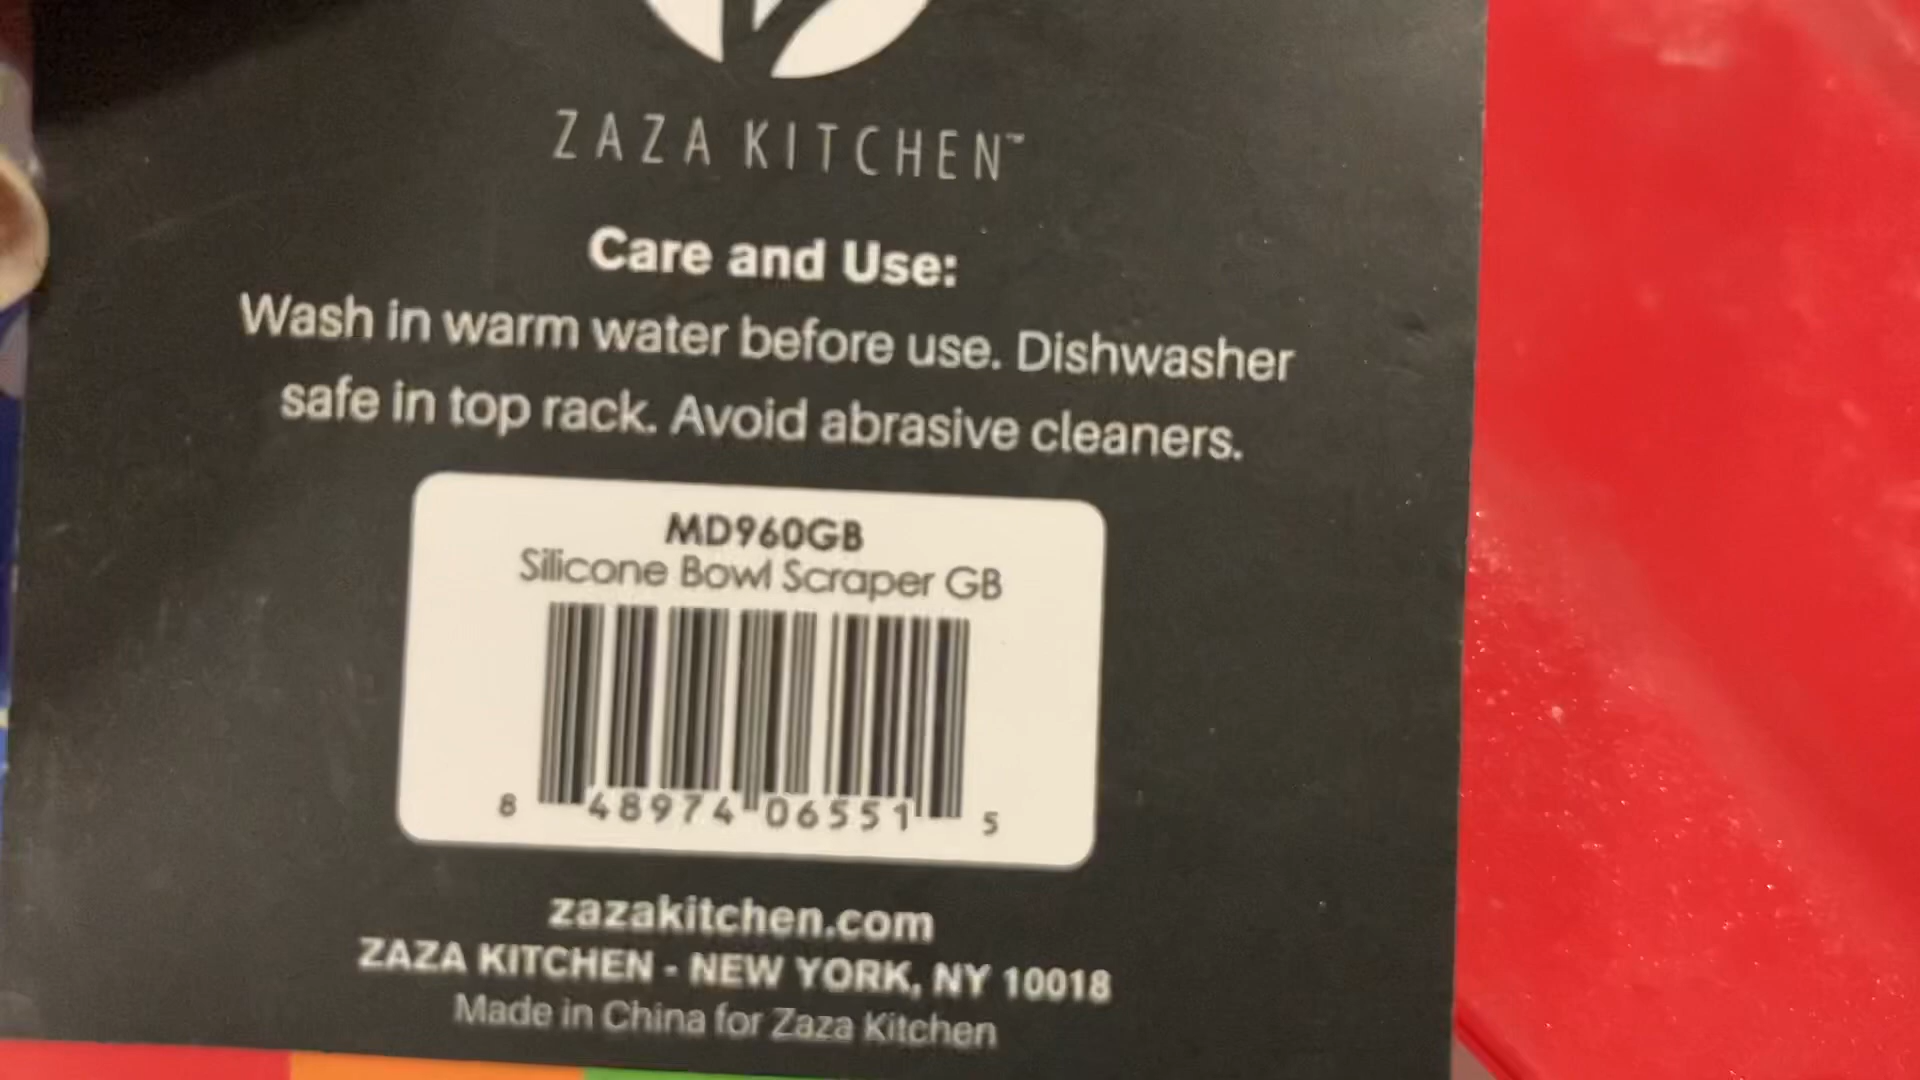 ZAZA KITCHEN™
Care and Use:
Wash in warm water before use. Dishwasher
safe in top rack. Avoid abrasive cleaners.
MD960GB
Silicone Bowl Scraper GB
8 48974 06551 5
zazakitchen.com
ZAZA KITCHEN - NEW YORK, NY 10018
Made in China for Zaza Kitchen